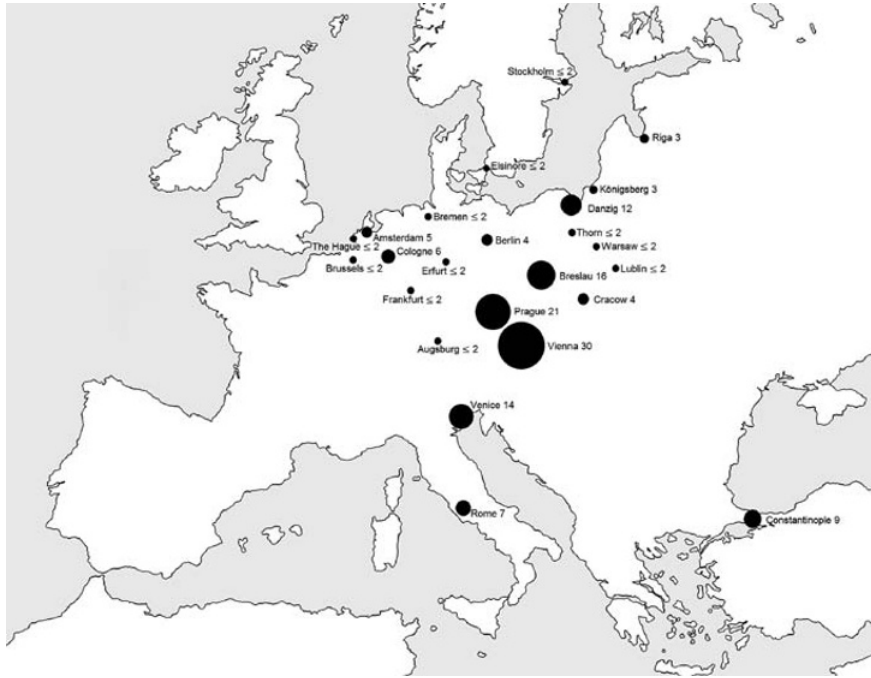 Stockholm ≤ 2
Riga 3
Elsinore ≤ 2
Königsberg 3
Danzig 12
Bremen ≤ 2
Thorn ≤ 2
Amsterdam 5
Berlin 4
The Hague ≤ 2
Warsaw ≤ 2
Cologne 6
Brussels ≤ 2
Erfurt ≤ 2
Lublin ≤ 2
Breslau 16
Frankfurt ≤ 2
Cracow 4
Prague 21
Augsburg ≤ 2
Vienna 30
Venice 14
Rome 7
Constantinople 9